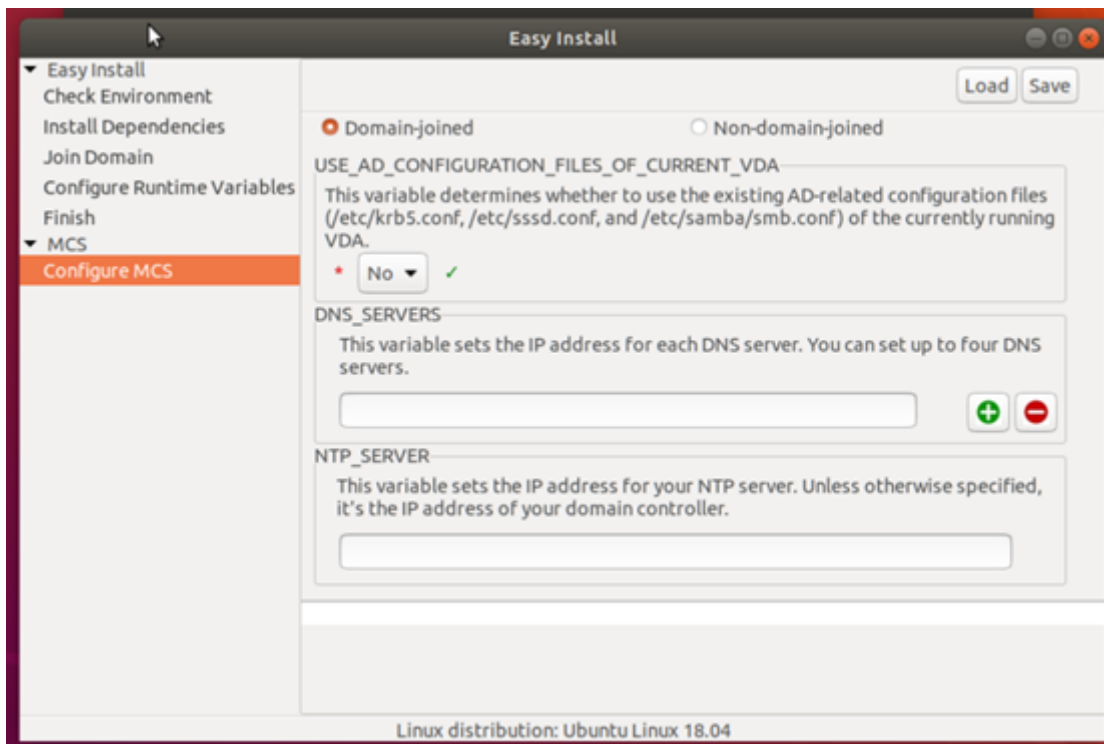 Easy Install
Easy Install
Check Environment
Install Dependencies
Join Domain
Configure Runtime Variables
Finish
MCS
Configure MCS
Load Save
Domain-joined Non-domain-joined
USE_AD_CONFIGURATION_FILES_OF_CURRENT_VDA
This variable determines whether to use the existing AD-related configuration files
(/etc/krb5.conf, /etc/sssd.conf, and /etc/samba/smb.conf) of the currently running
VDA.
* No
DNS_SERVERS
This variable sets the IP address for each DNS server. You can set up to four DNS
servers.
NTP_SERVER
This variable sets the IP address for your NTP server. Unless otherwise specified,
it's the IP address of your domain controller.
Linux distribution: Ubuntu Linux 18.04